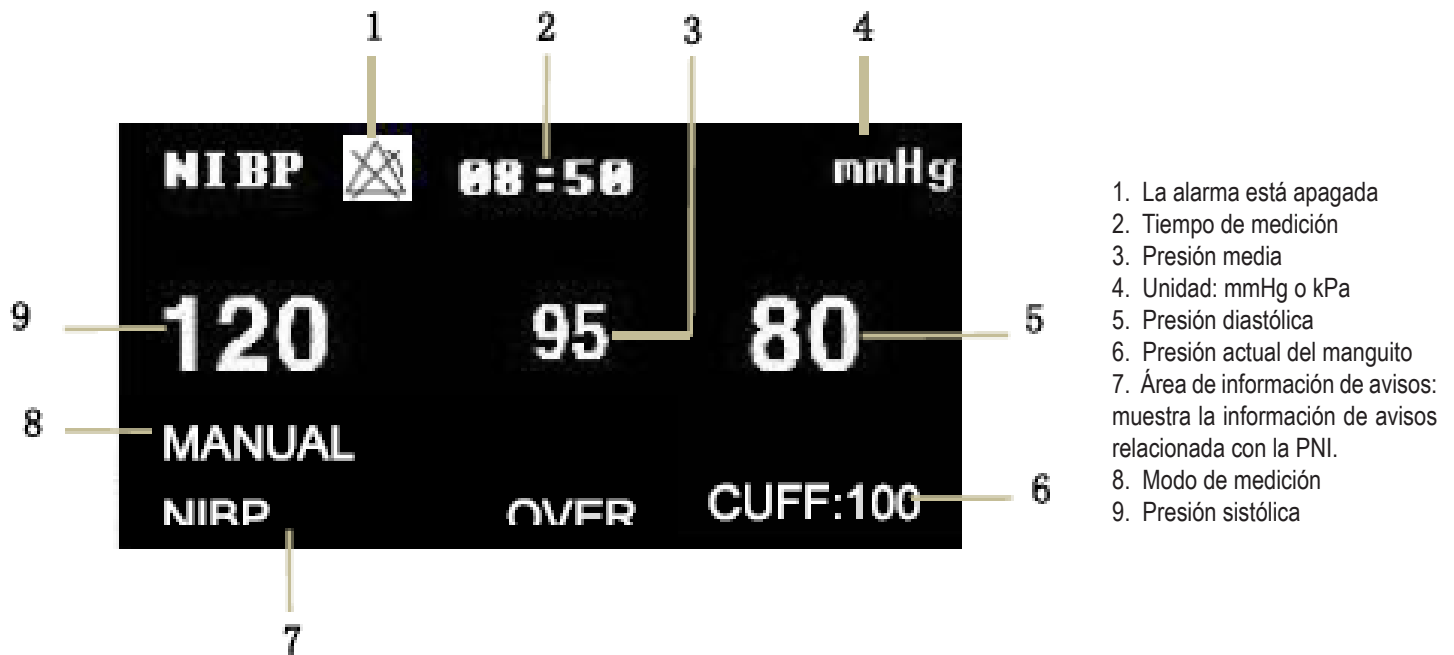 1 2 3 4
NIBP 08:50 mmHg
9 120 95 80 5
8 MANUAL
NIBP OVER CUFF:100 6
7
1. La alarma está apagada
2. Tiempo de medición
3. Presión media
4. Unidad: mmHg o kPa
5. Presión diastólica
6. Presión actual del manguito
7. Área de información de avisos:
muestra la información de avisos
relacionada con la PNI.
8. Modo de medición
9. Presión sistólica